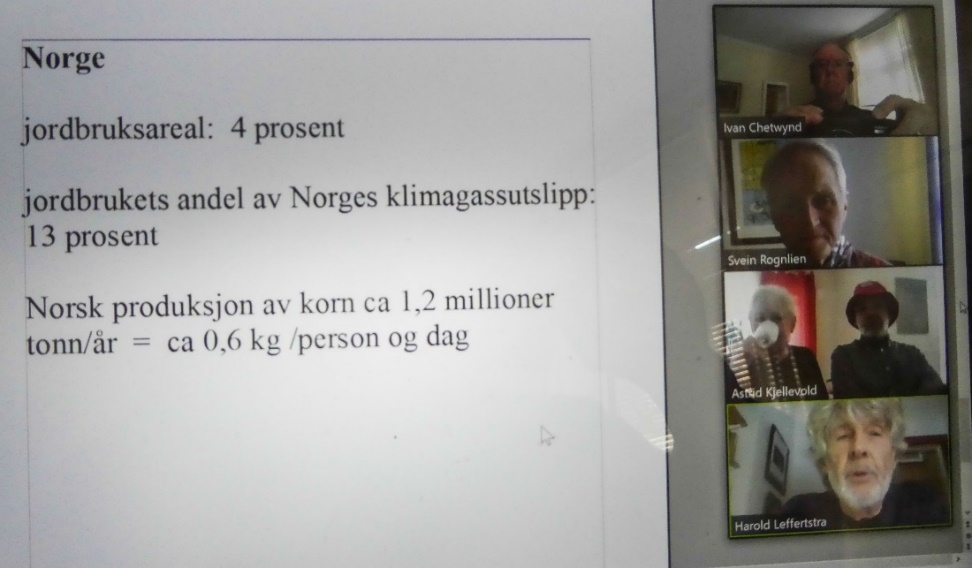 Norge
jordbruksareal: 4 prosent
jordbrukets andel av Norges klimagassutslipp:
13 prosent
Norsk produksjon av korn ca 1,2 millioner
tonn/år = ca 0,6 kg /person og dag
Ivan Chetwynd
Svein Rognlien
Astrid Kjellevold
Harold Leffertstra